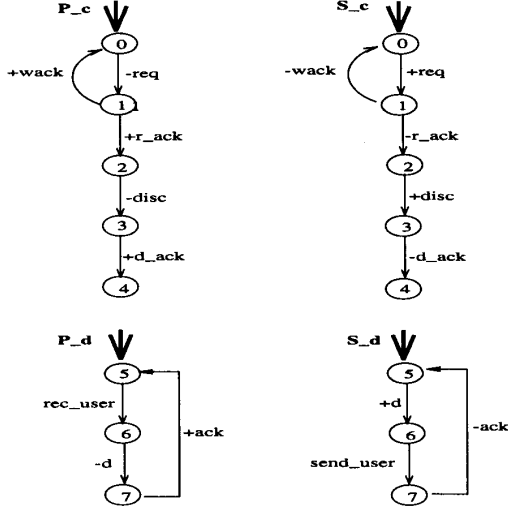 P_c
S_c
0
0
+wack
-req
-wack
+req
1
1
+r_ack
-r_ack
2
2
-disc
+disc
3
3
+d_ack
-d_ack
4
4
P_d
S_d
5
5
rec_user
+d
+ack
-ack
6
6
-d
send_user
7
7